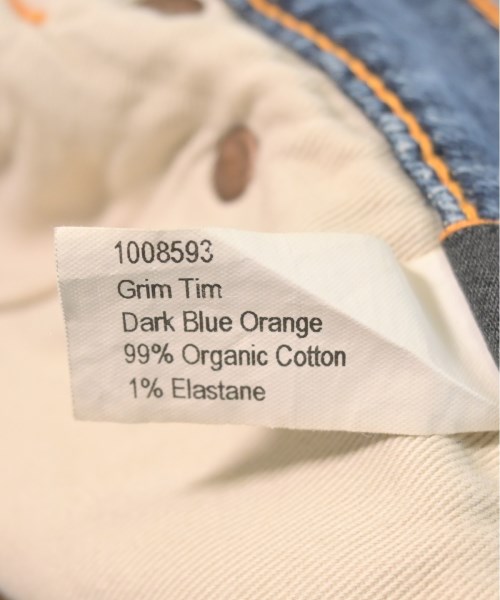 1008593
Grim Tim
Dark Blue Orange
99% Organic Cotton
1% Elastane